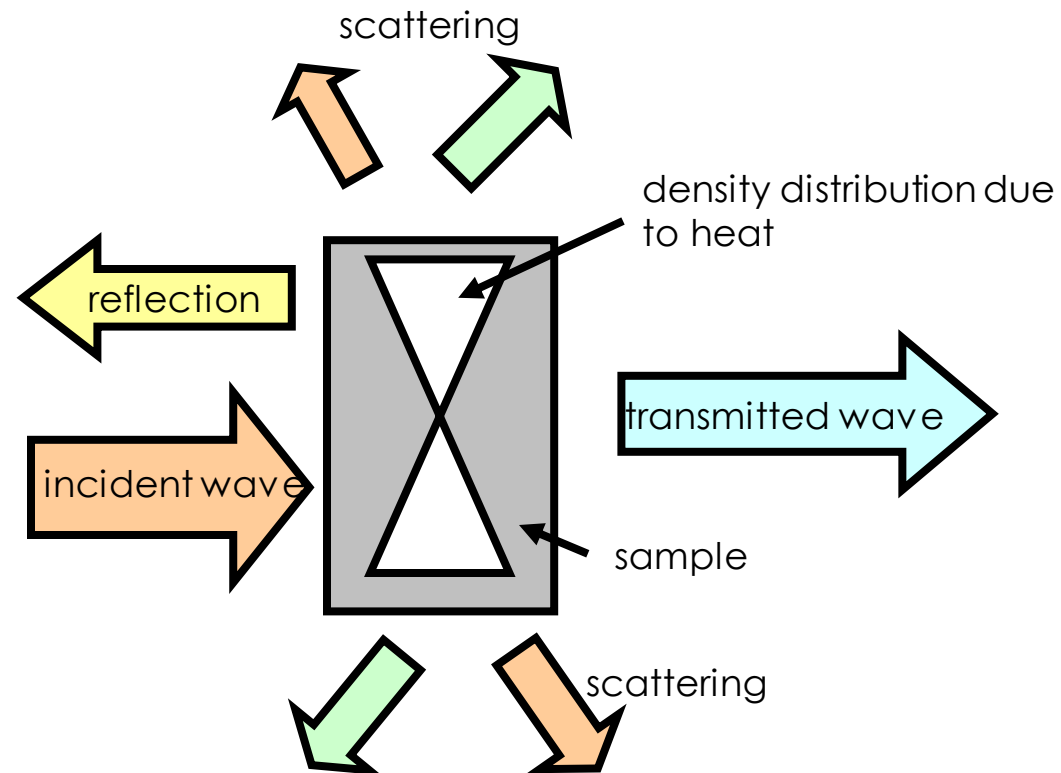 scattering
density distribution due
to heat
reflection
transmitted wave
incident wave
sample
scattering